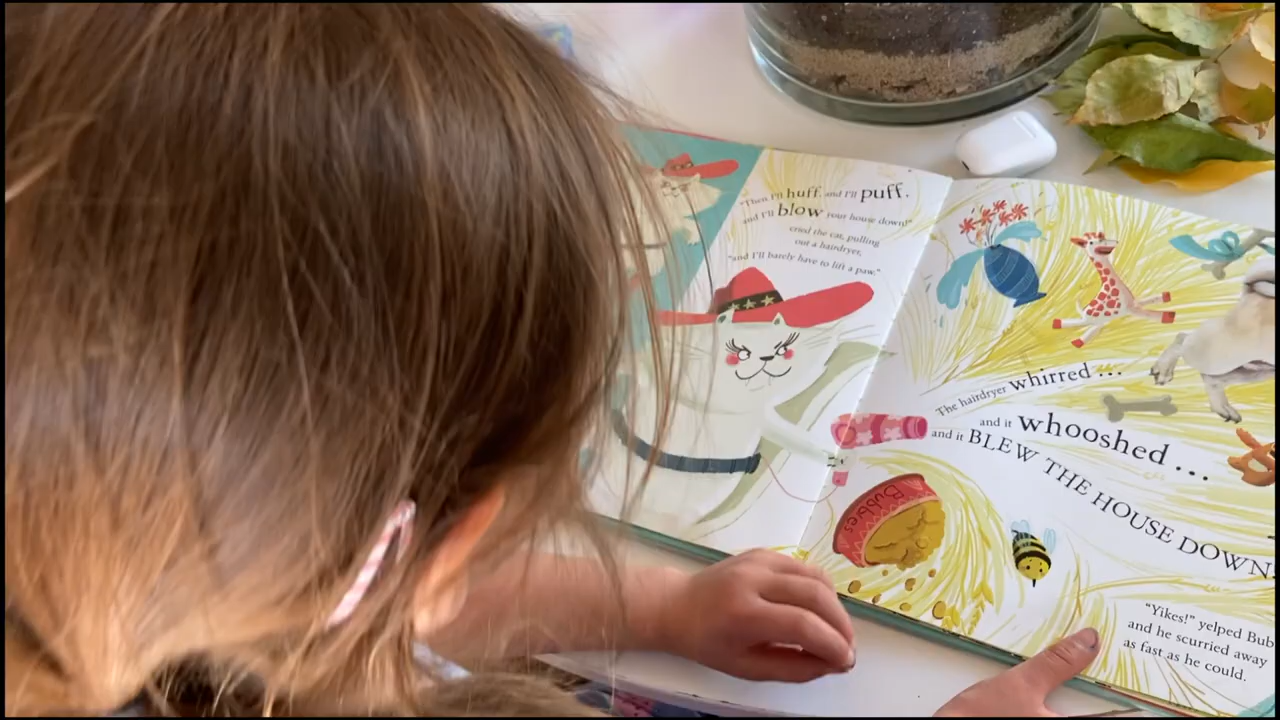 "Then I'll huff, and I'll puff,
and I'll blow your house down!"
cried the cat, pulling
out a hairdryer,
"and I'll barely have to lift a paw."
The hairdryer whirred ...
and it whooshed ...
and it BLEW THE HOUSE DOWN
Bubbles
"Yikes!" yelped Bub
and he scurried away
as fast as he could.